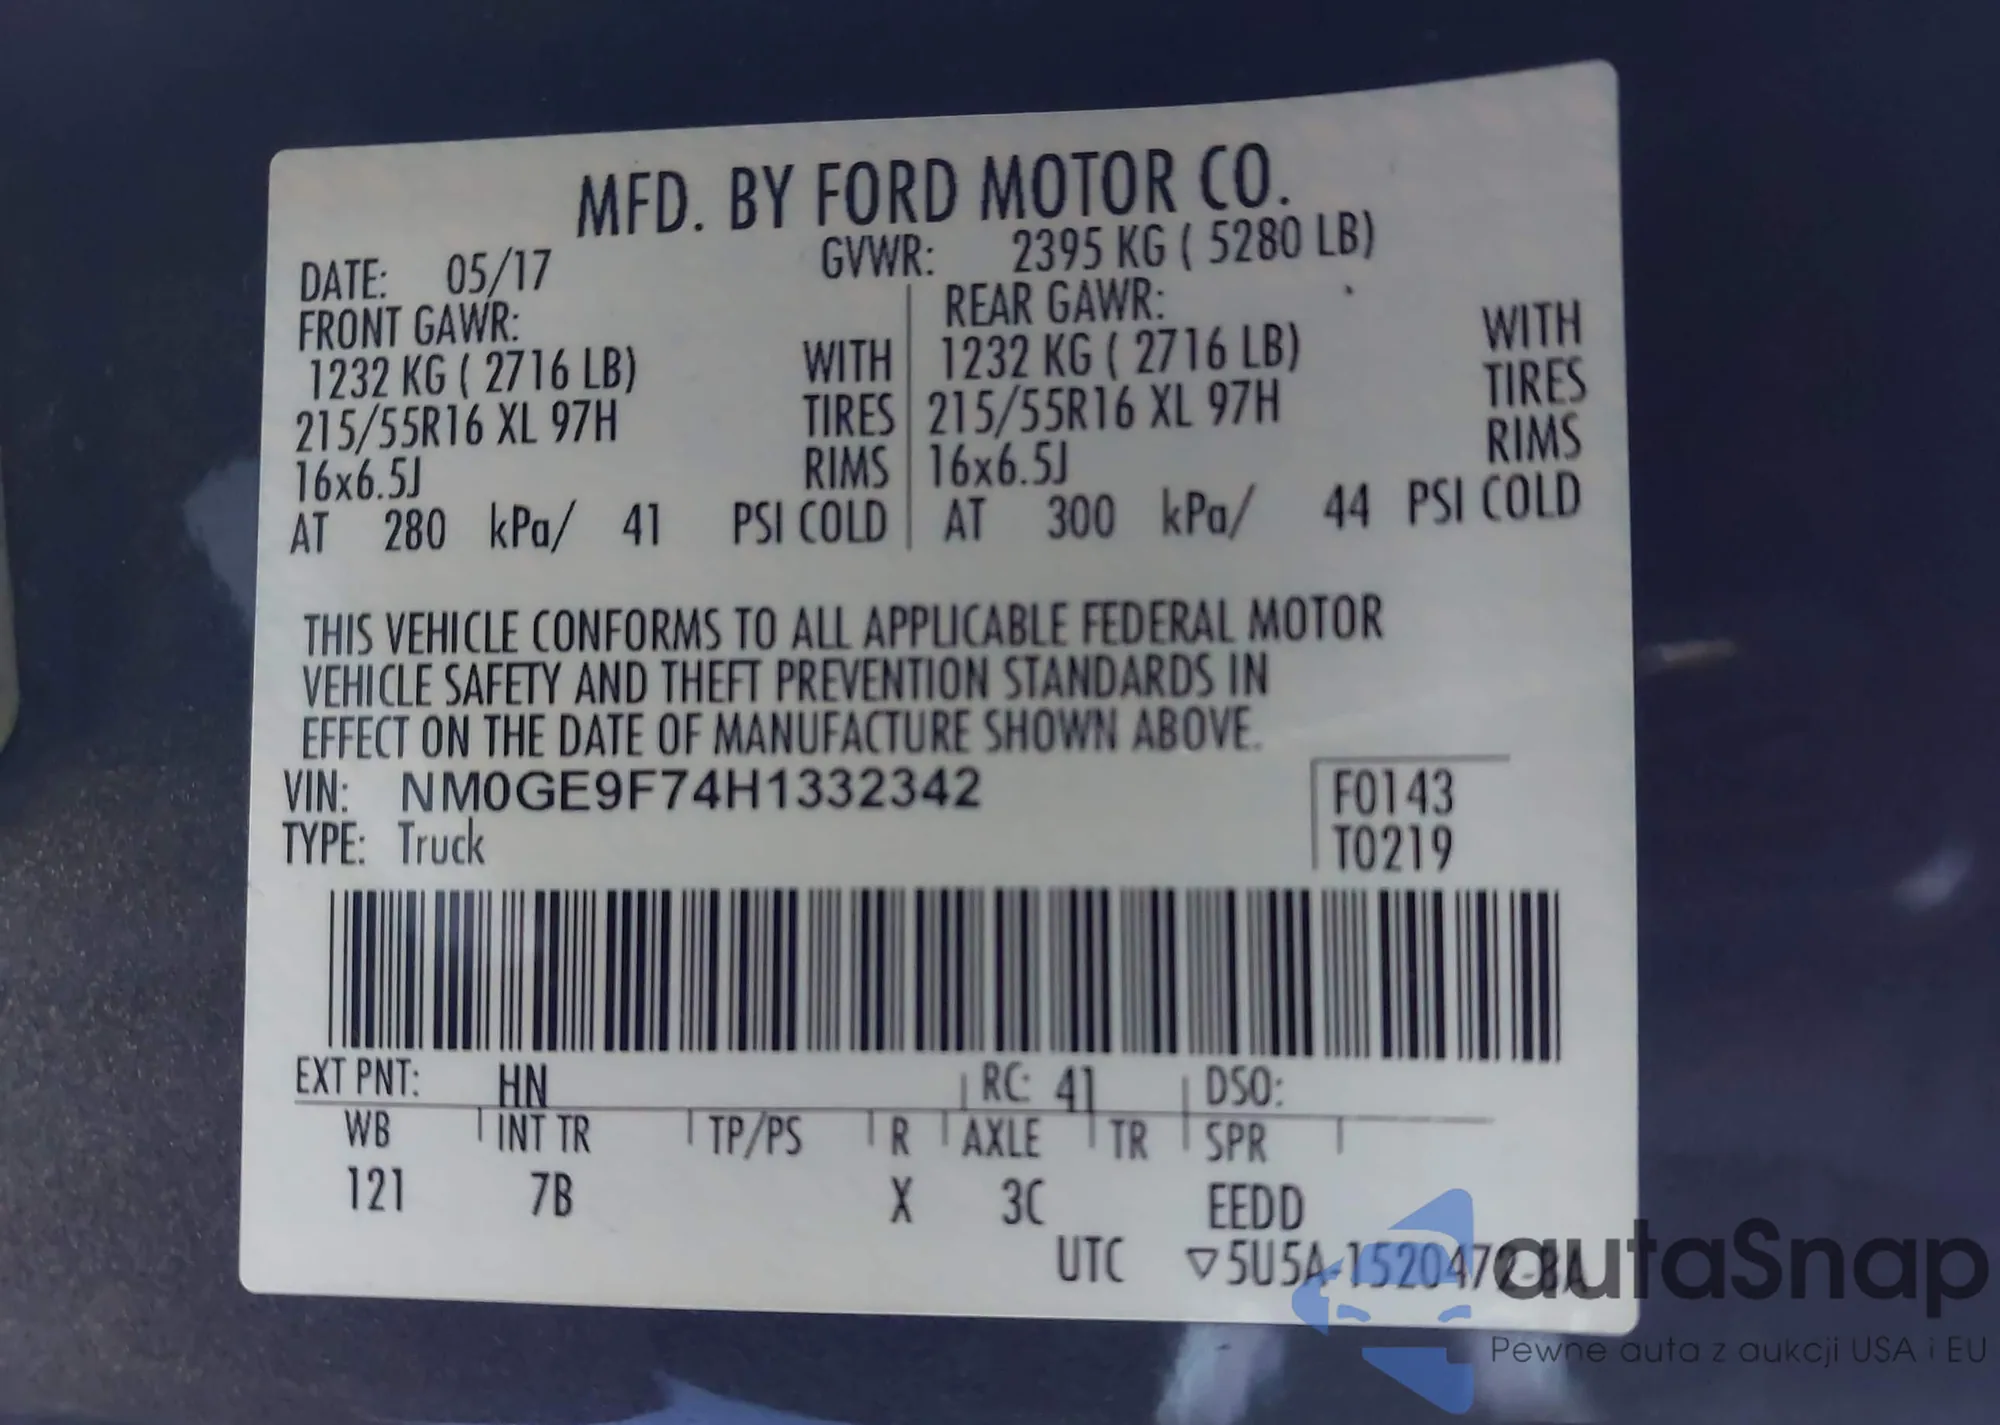 MFD. BY FORD MOTOR CO.
DATE: 05/17 GVWR: 2395 KG ( 5280 LB)
FRONT GAWR: REAR GAWR:
1232 KG ( 2716 LB) WITH 1232 KG ( 2716 LB) WITH
215/55R16 XL 97H TIRES 215/55R16 XL 97H TIRES
16x6.5J RIMS 16x6.5J RIMS
AT 280 kPa/ 41 PSI COLD AT 300 kPa/ 44 PSI COLD
THIS VEHICLE CONFORMS TO ALL APPLICABLE FEDERAL MOTOR
VEHICLE SAFETY AND THEFT PREVENTION STANDARDS IN
EFFECT ON THE DATE OF MANUFACTURE SHOWN ABOVE.
VIN: NM0GE9F74H1332342 F0143
TYPE: Truck T0219
EXT PNT: HN RC: 41 DSO:
WB INT TR TP/PS R AXLE TR SPR
121 7B X 3C EEDD
UTC ▽5U5A-1520472-BA
autaSnap
Pewne auta z aukcji USA i EU